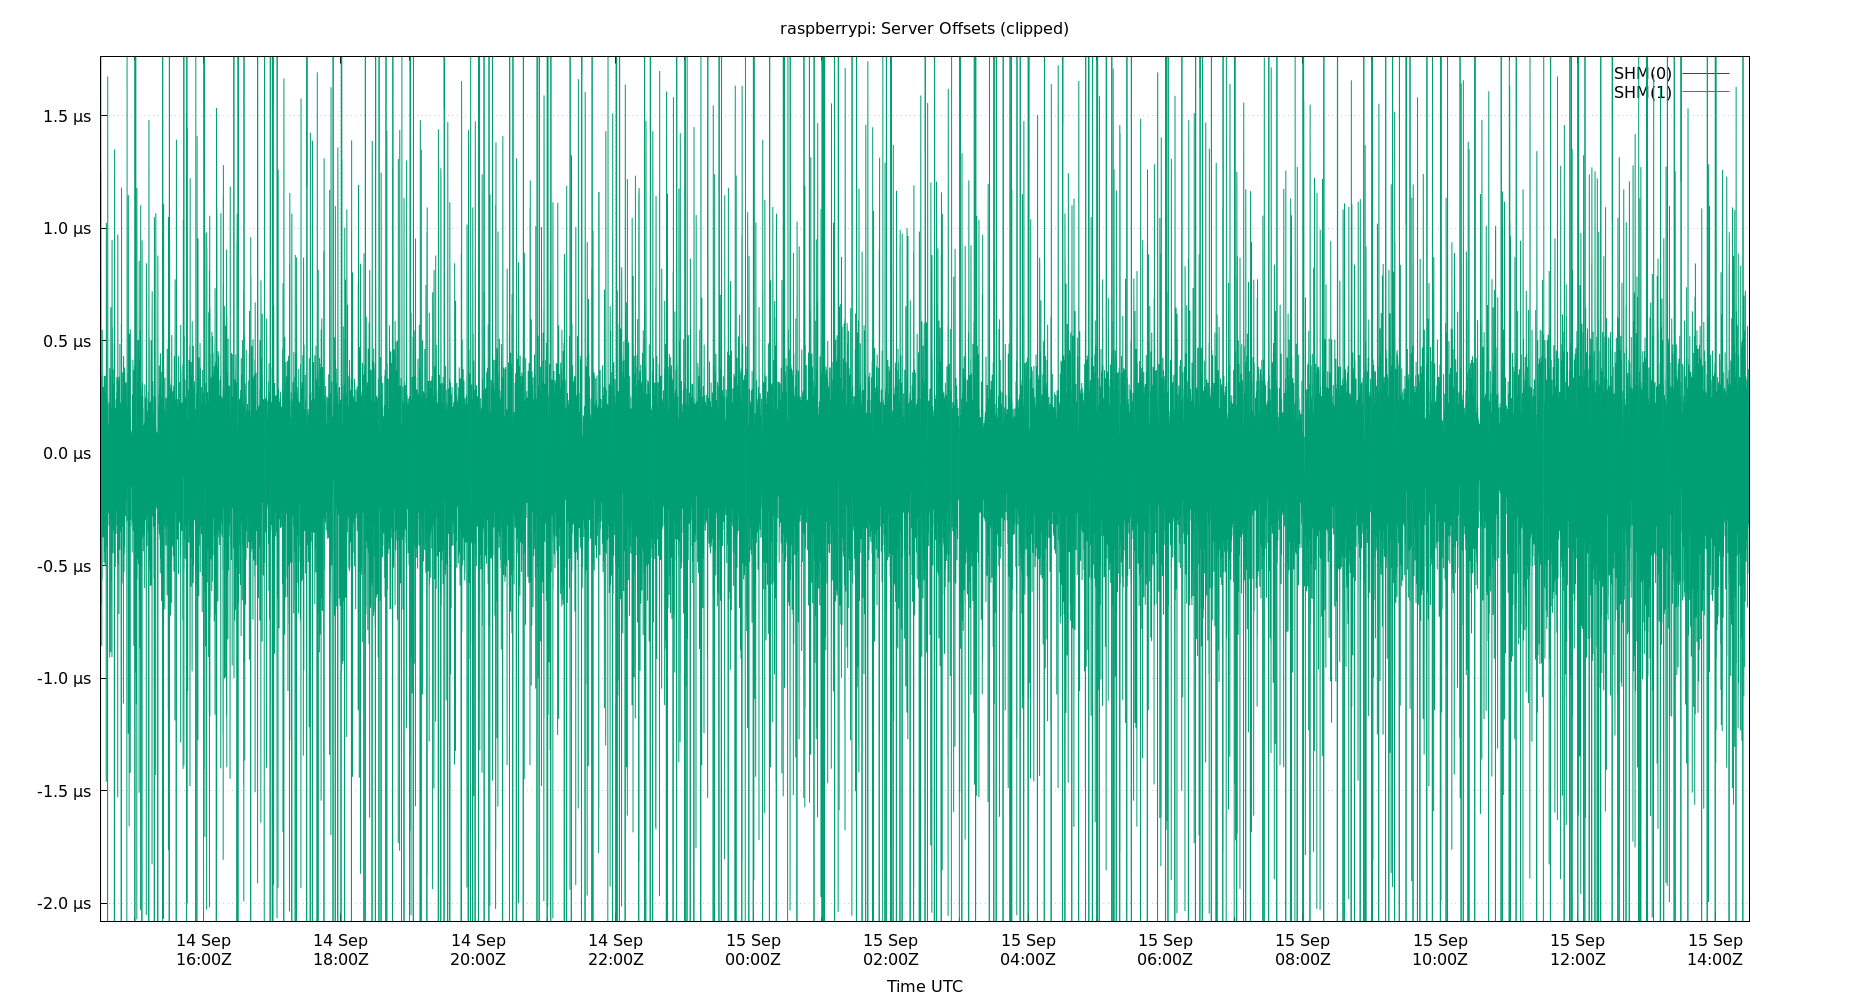 raspberrypi: Server Offsets (clipped)
SHM(0)
SHM(1)
1.5 µs
1.0 µs
0.5 µs
0.0 µs
-0.5 µs
-1.0 µs
-1.5 µs
-2.0 µs
14 Sep 14 Sep 14 Sep 14 Sep 15 Sep 15 Sep 15 Sep 15 Sep 15 Sep 15 Sep 15 Sep 15 Sep
16:00Z 18:00Z 20:00Z 22:00Z 00:00Z 02:00Z 04:00Z 06:00Z 08:00Z 10:00Z 12:00Z 14:00Z
Time UTC